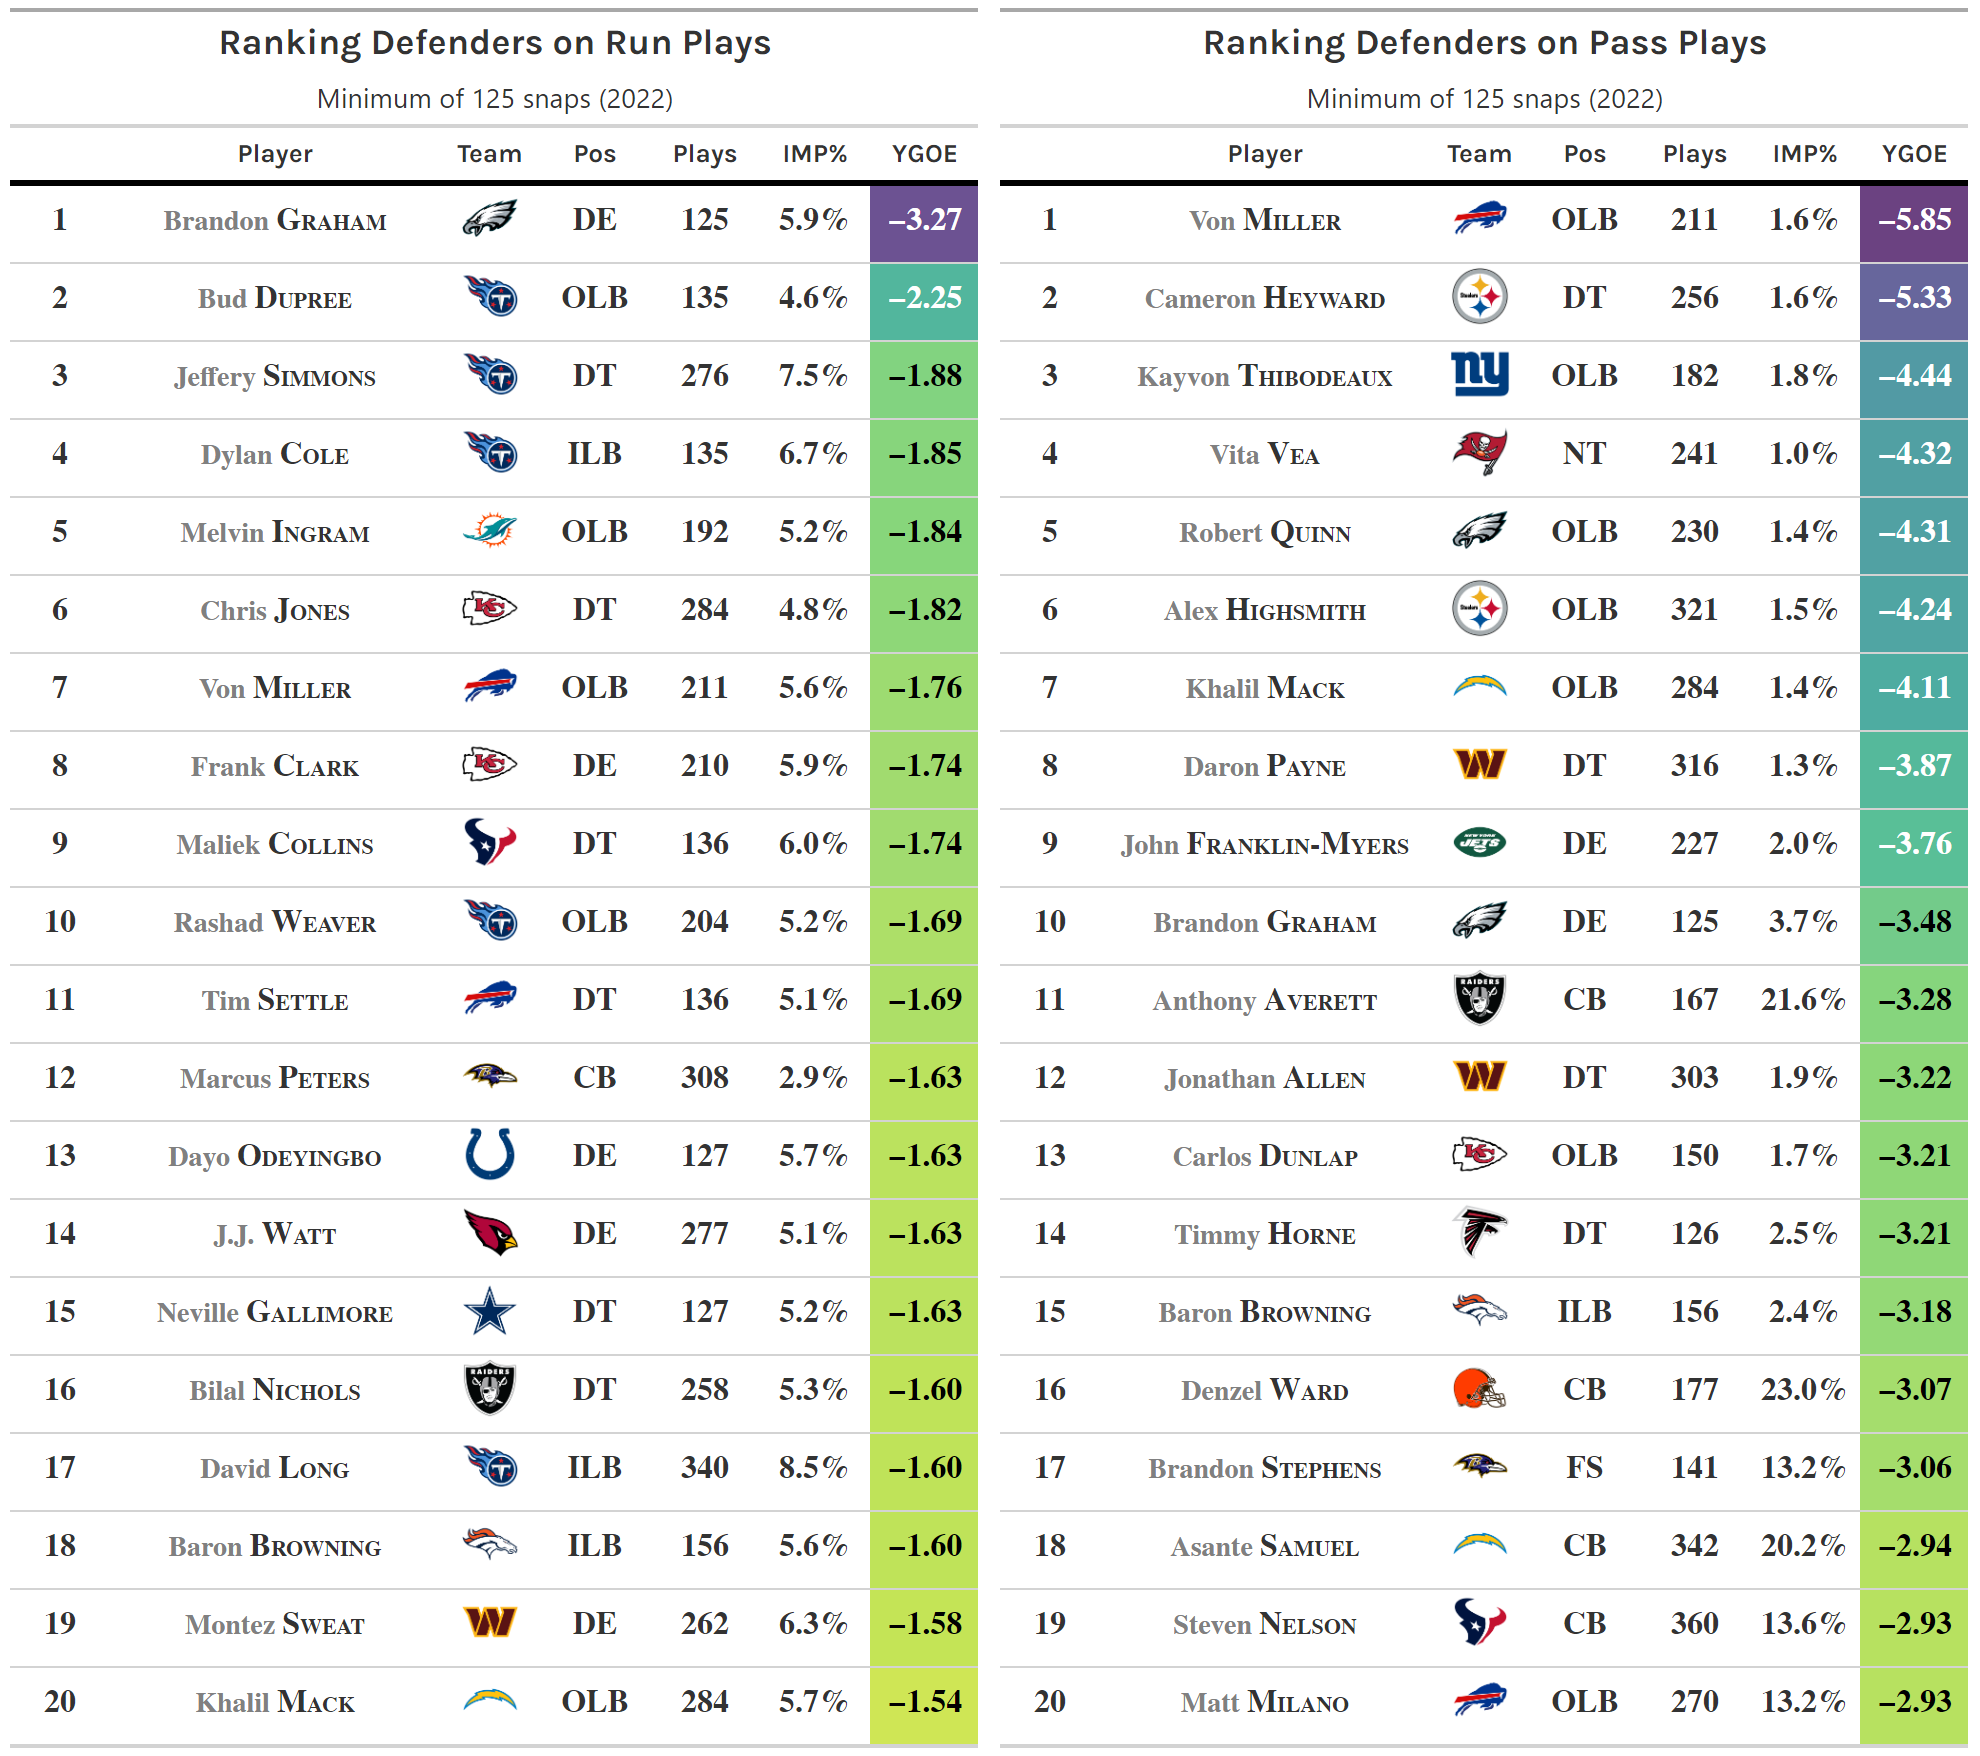 Ranking Defenders on Run Plays
Minimum of 125 snaps (2022)
Player Team Pos Plays IMP% YGOE
1 Brandon GRAHAM DE 125 5.9% −3.27
2 Bud DUPREE OLB 135 4.6% −2.25
3 Jeffery SIMMONS DT 276 7.5% −1.88
4 Dylan COLE ILB 135 6.7% −1.85
5 Melvin INGRAM OLB 192 5.2% −1.84
6 Chris JONES DT 284 4.8% −1.82
7 Von MILLER OLB 211 5.6% −1.76
8 Frank CLARK DE 210 5.9% −1.74
9 Maliek COLLINS DT 136 6.0% −1.74
10 Rashad WEAVER OLB 204 5.2% −1.69
11 Tim SETTLE DT 136 5.1% −1.69
12 Marcus PETERS CB 308 2.9% −1.63
13 Dayo ODEYINGBO DE 127 5.7% −1.63
14 J.J. WATT DE 277 5.1% −1.63
15 Neville GALLIMORE DT 127 5.2% −1.63
16 Bilal NICHOLS RAIDERS DT 258 5.3% −1.60
17 David LONG ILB 340 8.5% −1.60
18 Baron BROWNING ILB 156 5.6% −1.60
19 Montez SWEAT DE 262 6.3% −1.58
20 Khalil MACK OLB 284 5.7% −1.54
Ranking Defenders on Pass Plays
Minimum of 125 snaps (2022)
Player Team Pos Plays IMP% YGOE
1 Von MILLER OLB 211 1.6% −5.85
2 Cameron HEYWARD Steelers DT 256 1.6% −5.33
3 Kayvon THIBODEAUX ny OLB 182 1.8% −4.44
4 Vita VEA NT 241 1.0% −4.32
5 Robert QUINN OLB 230 1.4% −4.31
6 Alex HIGHSMITH Steelers OLB 321 1.5% −4.24
7 Khalil MACK OLB 284 1.4% −4.11
8 Daron PAYNE W DT 316 1.3% −3.87
9 John FRANKLIN-MYERS NEW YORK JETS DE 227 2.0% −3.76
10 Brandon GRAHAM DE 125 3.7% −3.48
11 Anthony AVERETT RAIDERS CB 167 21.6% −3.28
12 Jonathan ALLEN W DT 303 1.9% −3.22
13 Carlos DUNLAP KC OLB 150 1.7% −3.21
14 Timmy HORNE DT 126 2.5% −3.21
15 Baron BROWNING ILB 156 2.4% −3.18
16 Denzel WARD CB 177 23.0% −3.07
17 Brandon STEPHENS FS 141 13.2% −3.06
18 Asante SAMUEL CB 342 20.2% −2.94
19 Steven NELSON CB 360 13.6% −2.93
20 Matt MILANO OLB 270 13.2% −2.93